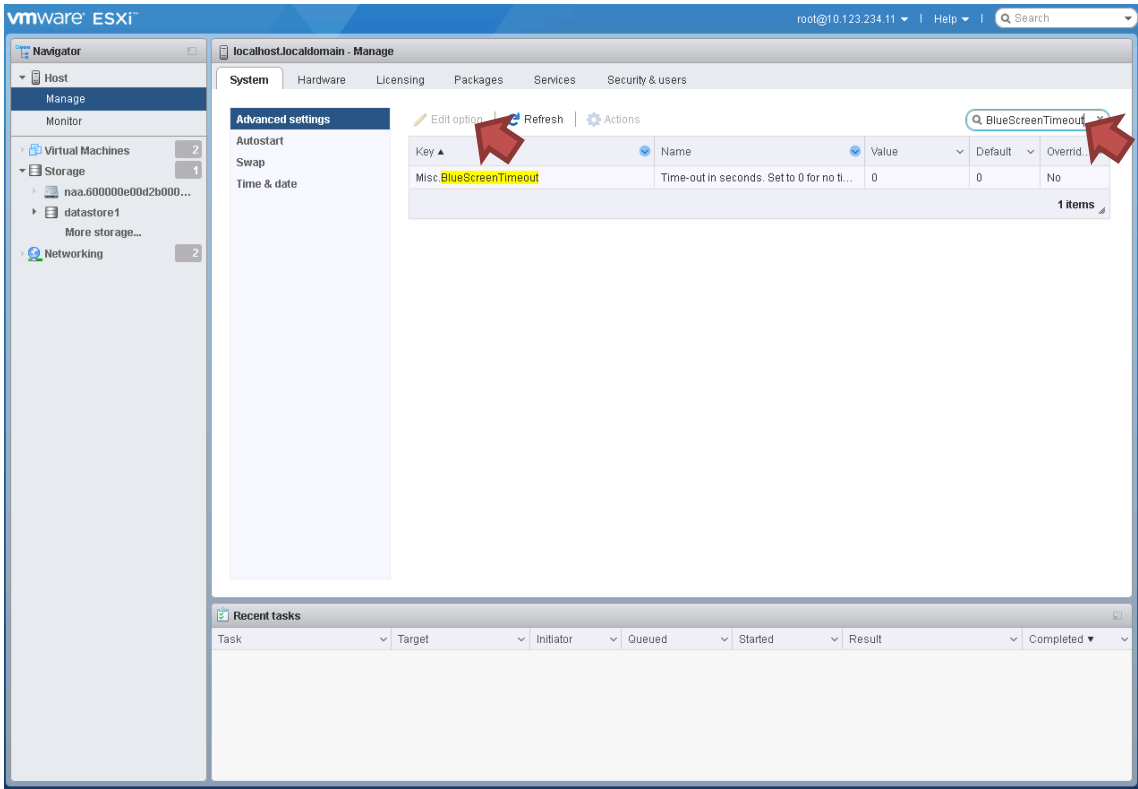 vmware ESXi™
root@10.123.234.11 | Help | Search
Navigator
Host
Manage
Monitor
Virtual Machines 2
Storage 1
naa.600000e00d2b000...
datastore1
More storage...
Networking 2
localhost.localdomain - Manage
System Hardware Licensing Packages Services Security & users
Advanced settings
Autostart
Swap
Time & date
Edit option | Refresh | Actions
BlueScreenTimeout
Key Name Value Default Overrid...
Misc.BlueScreenTimeout Time-out in seconds. Set to 0 for no ti... 0 0 No
1 items
Recent tasks
Task Target Initiator Queued Started Result Completed